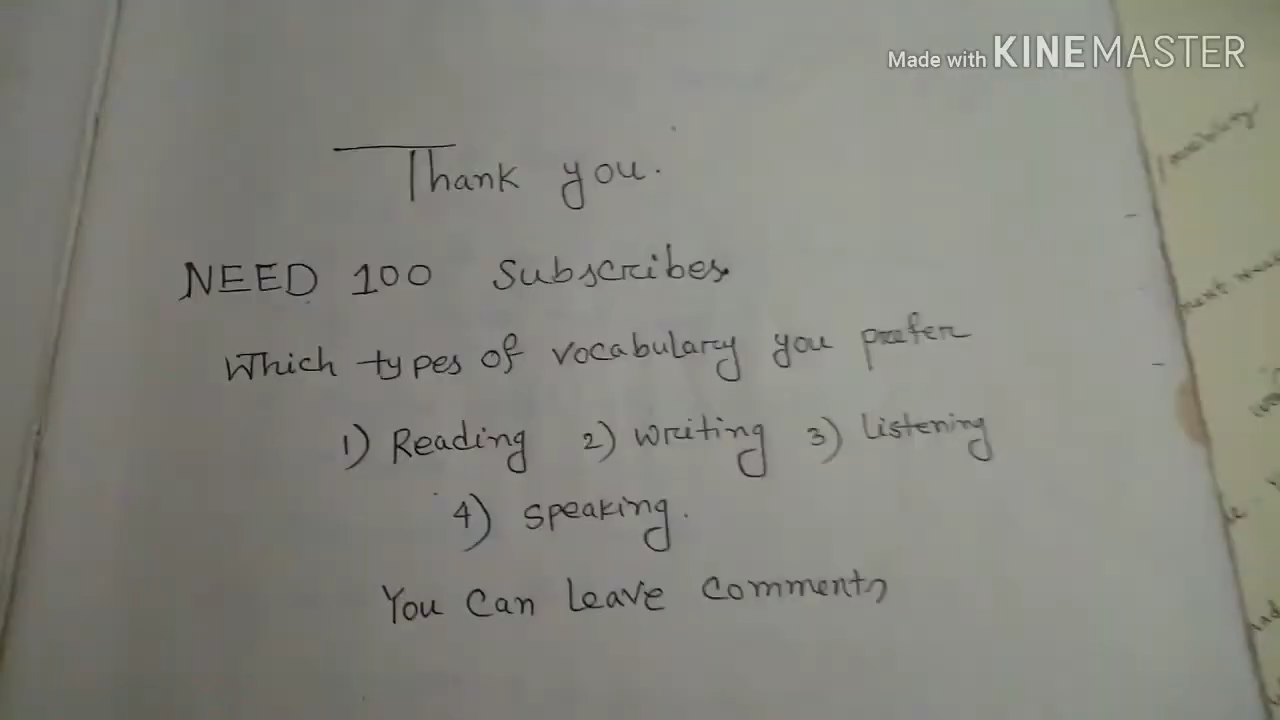 Made with KINEMASTER
Thank you.
NEED 100 Subscribes.
Which types of vocabulary you prefer
1) Reading 2) Writing 3) Listening
4) Speaking.
You Can Leave Comments